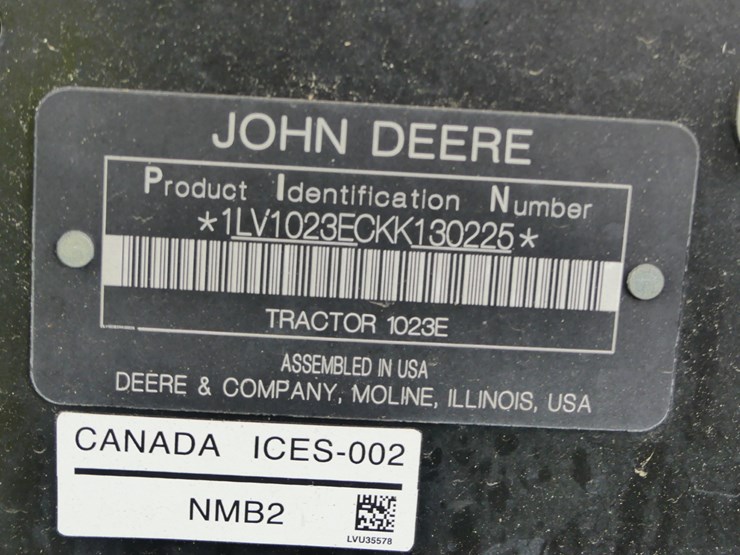 JOHN DEERE
Product Identification Number
*1LV1023ECKK130225*
TRACTOR 1023E
ASSEMBLED IN USA
DEERE & COMPANY, MOLINE, ILLINOIS, USA
CANADA ICES-002
NMB2
LVU35578